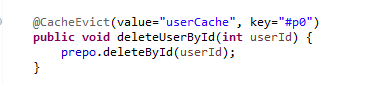 @CacheEvict(value="userCache", key="#p0")
public void deleteUserById(int userId) {
    prepo.deleteById(userId);
}